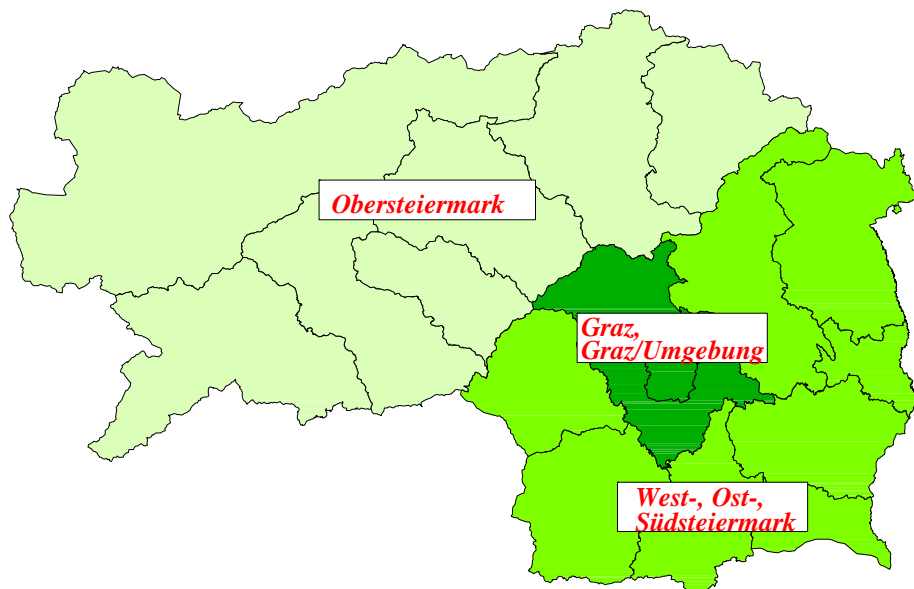 Obersteiermark
Graz,
Graz/Umgebung
West-, Ost-,
Südsteiermark